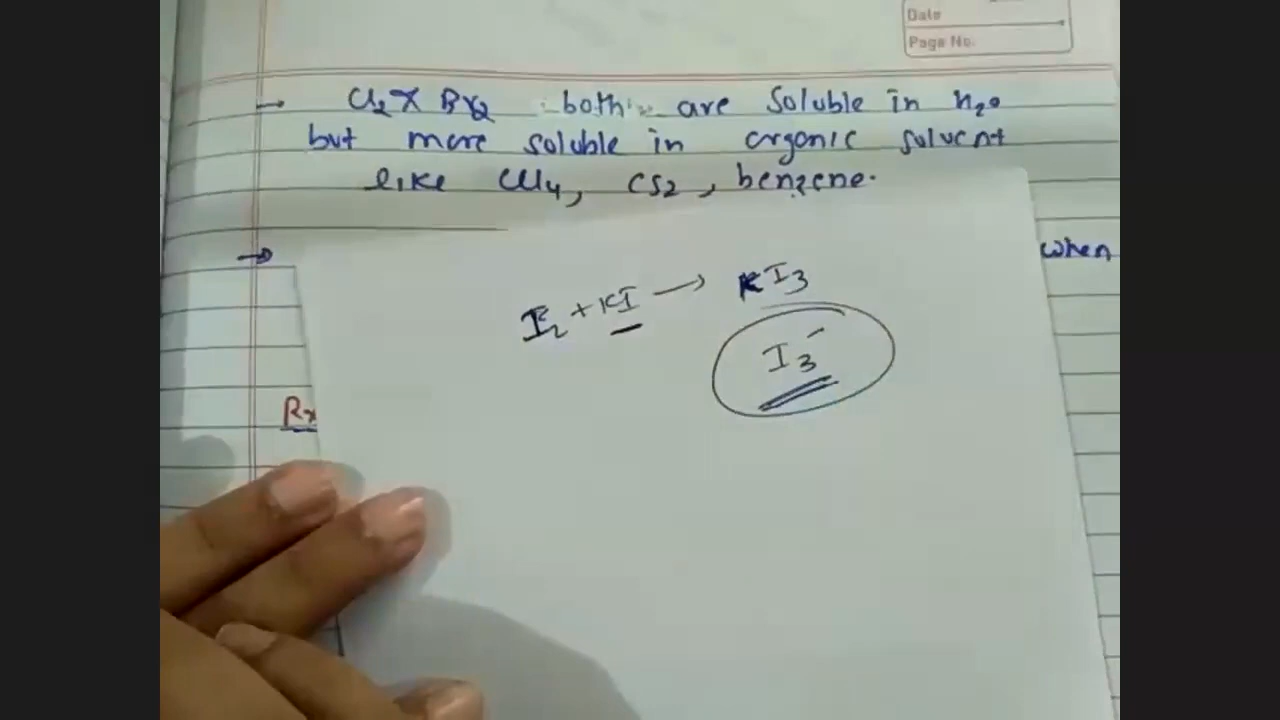 Date
Page No.
→ Cl2 & Br2 both are soluble in H2O
but more soluble in organic solvent
like CCl4, CS2, benzene.
→ when
I2 + KI → KI3
I3⁻
Rx